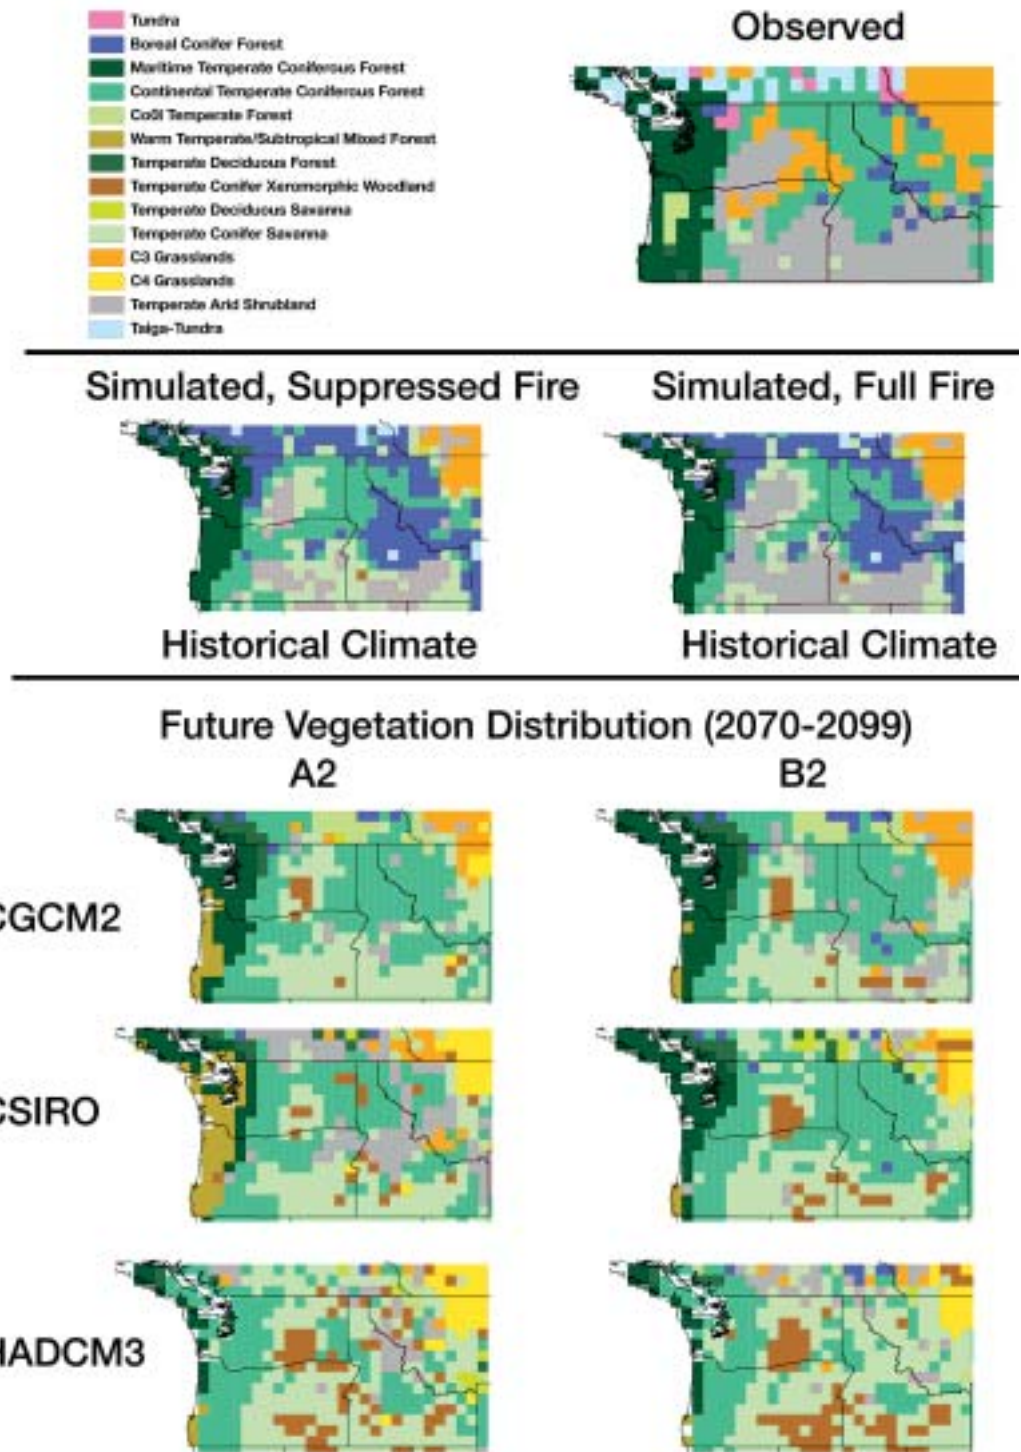 Tundra
Boreal Conifer Forest
Maritime Temperate Coniferous Forest
Continental Temperate Coniferous Forest
Co0l Temperate Forest
Warm Temperate/Subtropical Mixed Forest
Temperate Deciduous Forest
Temperate Conifer Xeromorphic Woodland
Temperate Deciduous Savanna
Temperate Conifer Savanna
C3 Grasslands
C4 Grasslands
Temperate Arid Shrubland
Taiga-Tundra
Observed
Simulated, Suppressed Fire
Simulated, Full Fire
Historical Climate
Historical Climate
Future Vegetation Distribution (2070-2099)
A2
B2
CGCM2
CSIRO
HADCM3